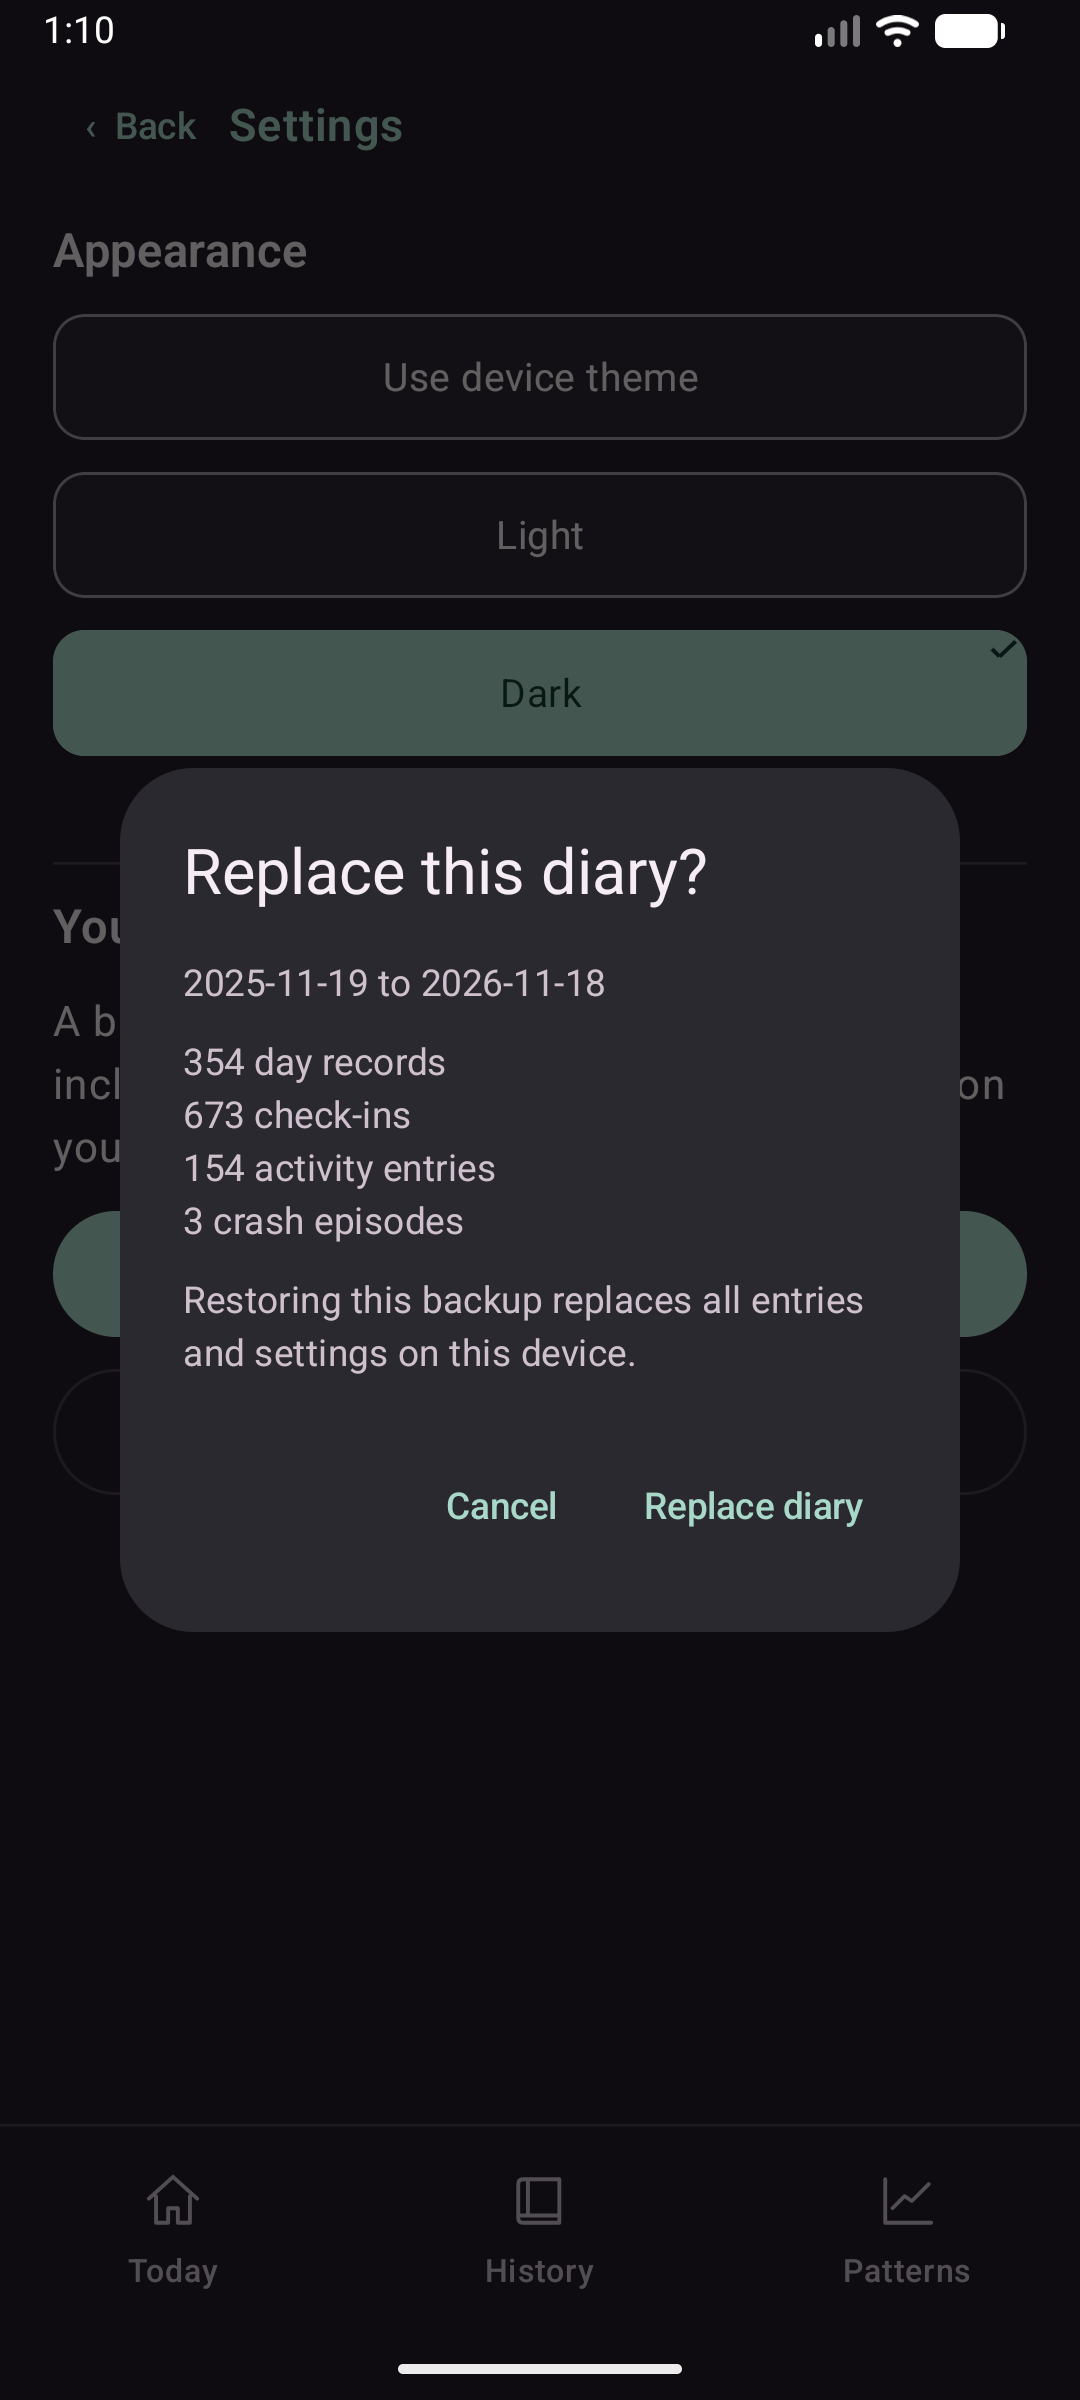 1:10
‹ Back Settings
Appearance
Use device theme
Light
Dark
Replace this diary?
2025-11-19 to 2026-11-18
354 day records
673 check-ins
154 activity entries
3 crash episodes
Restoring this backup replaces all entries
and settings on this device.
Cancel Replace diary
Today History Patterns